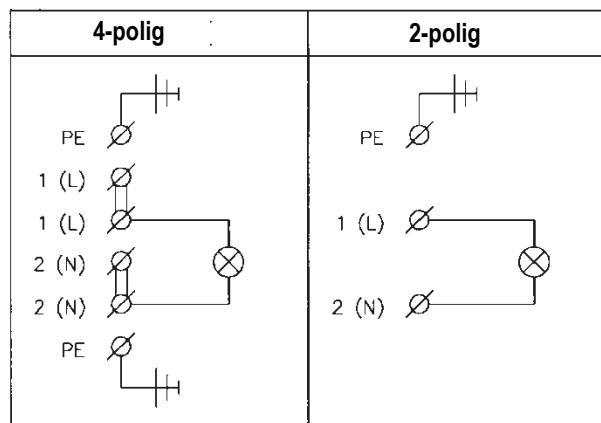 4-polig
2-polig
PE
1 (L)
1 (L)
2 (N)
2 (N)
PE
PE
1 (L)
2 (N)